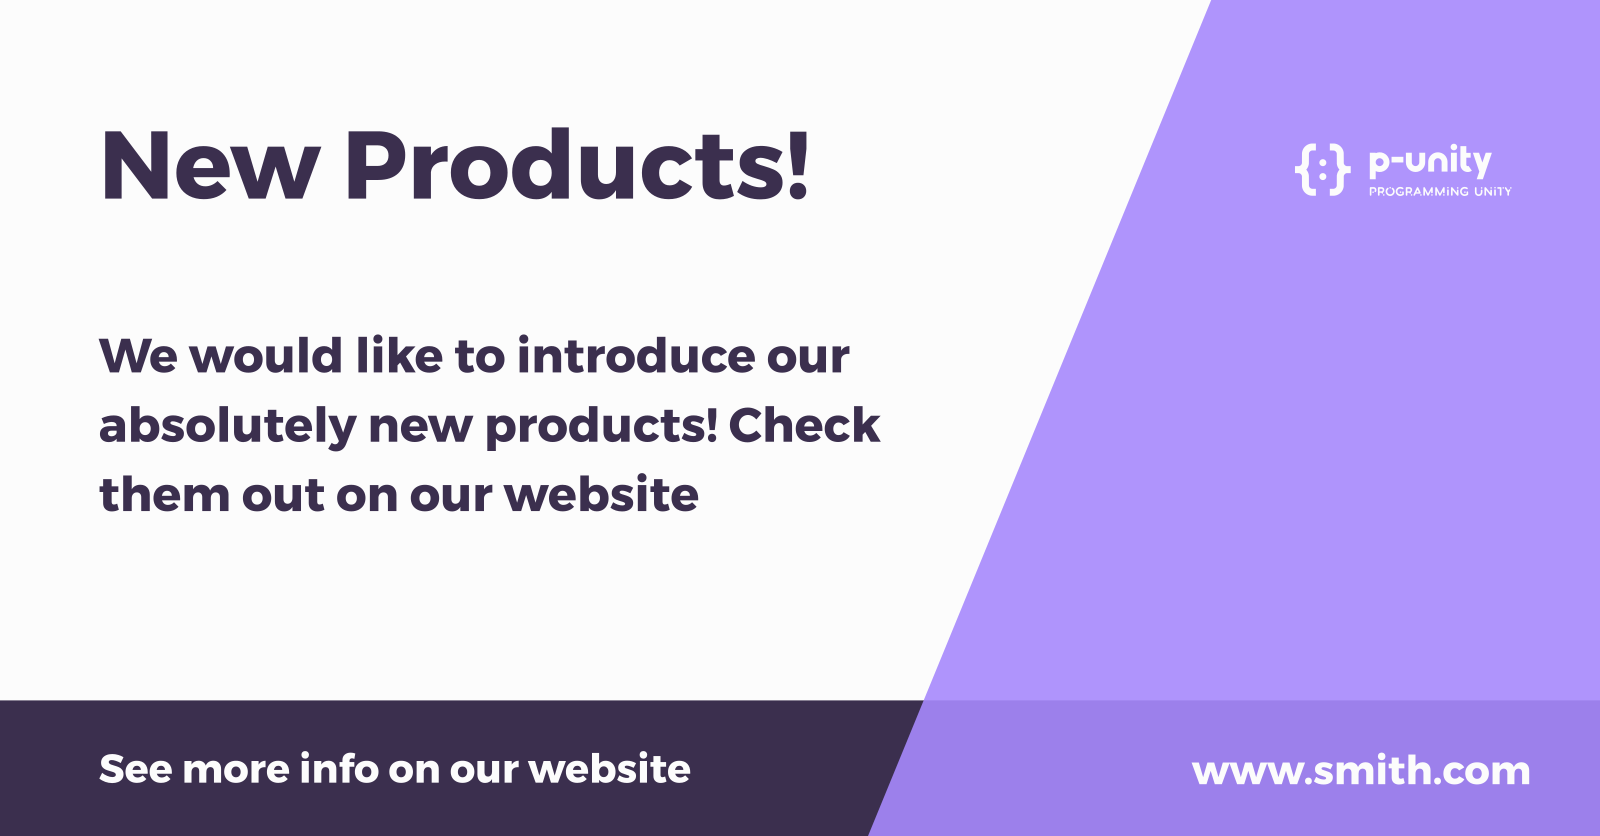 New Products!
p-unity
PROGRAMMING UNITY
We would like to introduce our
absolutely new products! Check
them out on our website
See more info on our website
www.smith.com